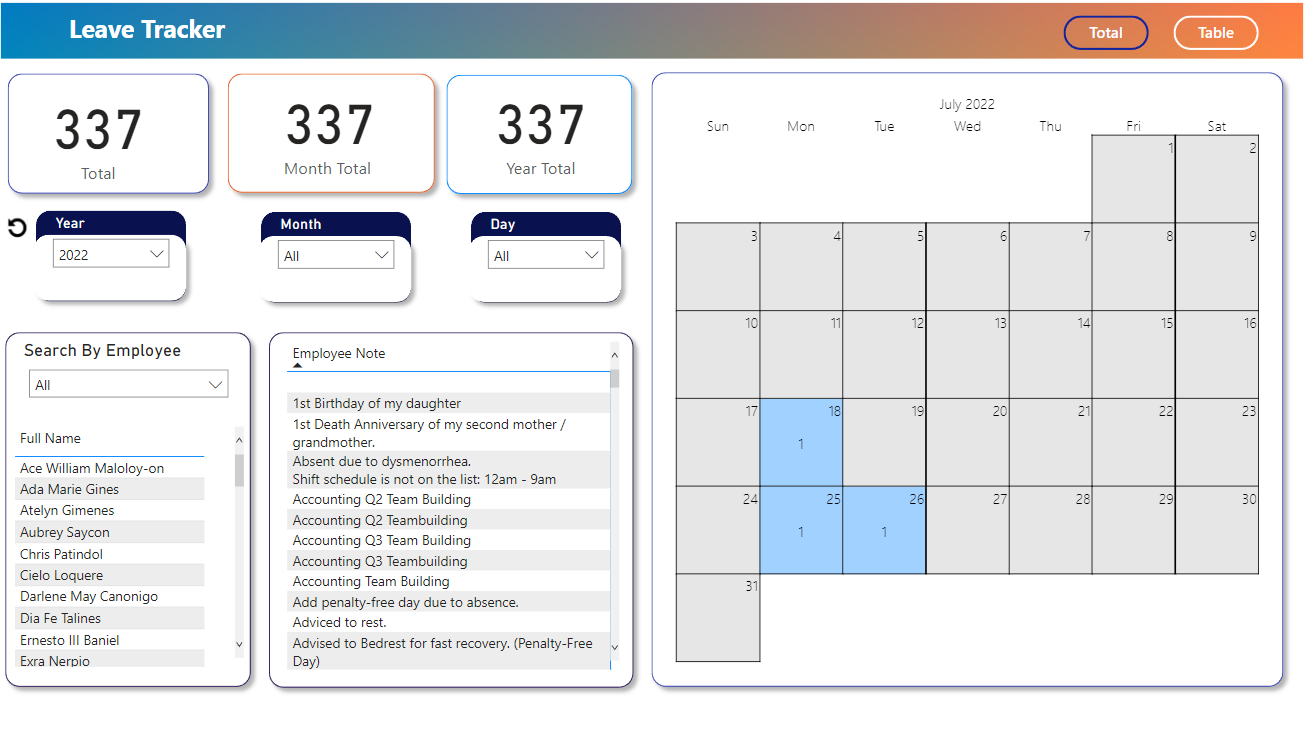 Leave Tracker
Total
Table
337
Total
337
Month Total
337
Year Total
Year
2022
Month
All
Day
All
Search By Employee
All
Full Name
Ace William Maloloy-on
Ada Marie Gines
Atelyn Gimenes
Aubrey Saycon
Chris Patindol
Cielo Loquere
Darlene May Canonigo
Dia Fe Talines
Ernesto III Baniel
Exra Nerpio
Employee Note
1st Birthday of my daughter
1st Death Anniversary of my second mother /
grandmother.
Absent due to dysmenorrhea.
Shift schedule is not on the list: 12am - 9am
Accounting Q2 Team Building
Accounting Q2 Teambuilding
Accounting Q3 Team Building
Accounting Q3 Teambuilding
Accounting Team Building
Add penalty-free day due to absence.
Adviced to rest.
Advised to Bedrest for fast recovery. (Penalty-Free
Day)
July 2022
Sun Mon Tue Wed Thu Fri Sat
1 2
3 4 5 6 7 8 9
10 11 12 13 14 15 16
17 18 19 20 21 22 23
1
24 25 26 27 28 29 30
1 1
31